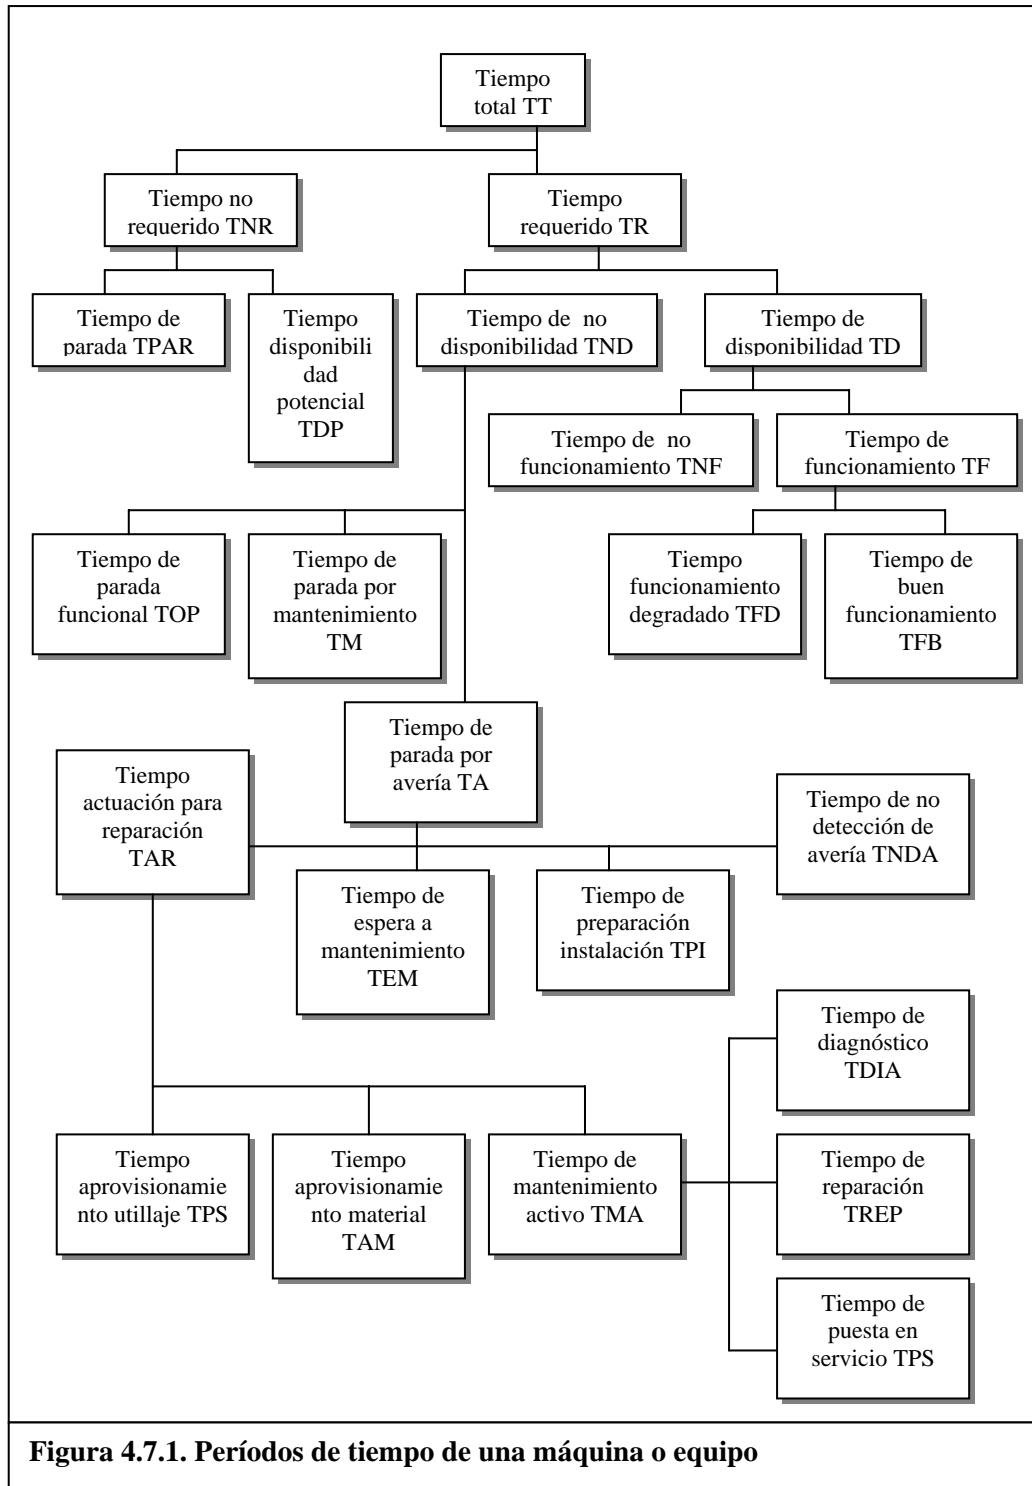 Tiempo
total TT
Tiempo no
requerido TNR
Tiempo
requerido TR
Tiempo de
parada TPAR
Tiempo
disponibili
dad
potencial
TDP
Tiempo de  no
disponibilidad TND
Tiempo de
disponibilidad TD
Tiempo de  no
funcionamiento TNF
Tiempo de
funcionamiento TF
Tiempo de
parada
funcional TOP
Tiempo de
parada por
mantenimiento
TM
Tiempo
funcionamiento
degradado TFD
Tiempo de
buen
funcionamiento
TFB
Tiempo de
parada por
avería TA
Tiempo
actuación para
reparación
TAR
Tiempo de no
detección de
avería TNDA
Tiempo de
espera a
mantenimiento
TEM
Tiempo de
preparación
instalación TPI
Tiempo de
diagnóstico
TDIA
Tiempo
aprovisionamie
nto utillaje TPS
Tiempo
aprovisionamie
nto material
TAM
Tiempo de
mantenimiento
activo TMA
Tiempo de
reparación
TREP
Tiempo de
puesta en
servicio TPS
Figura 4.7.1. Períodos de tiempo de una máquina o equipo